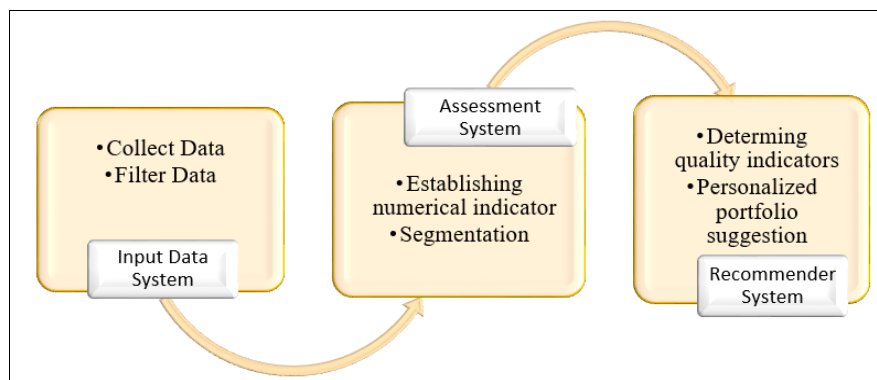 • Collect Data
• Filter Data
Input Data
System
Assessment
System
• Establishing
numerical indicator
• Segmentation
• Determing
quality indicators
• Personalized
portfolio
suggestion
Recommender
System